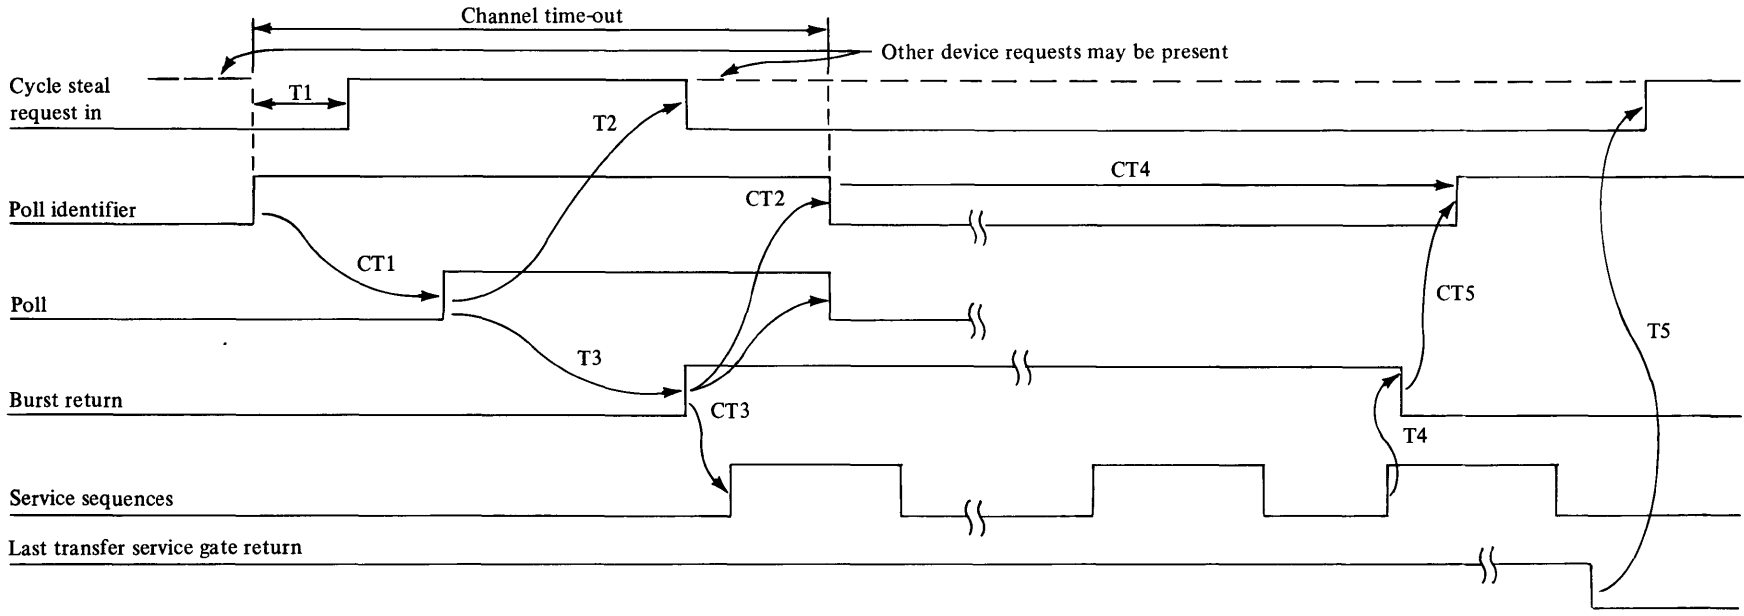 Channel time-out
Other device requests may be present
Cycle steal
request in
T1
T2
CT4
CT2
Poll identifier
CT1
CT5
Poll
T5
T3
Burst return
CT3
T4
Service sequences
Last transfer service gate return